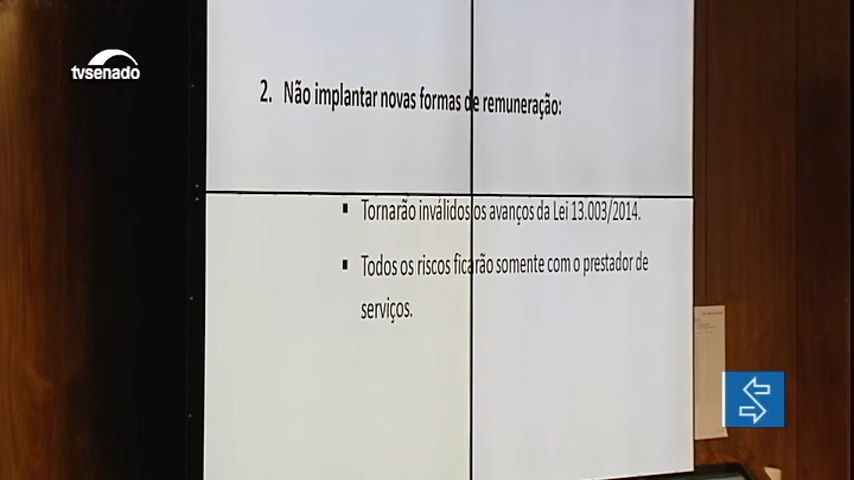 tvsenado
2. Não implantar novas formas de remuneração:
▪ Tornarão inválidos os avanços da Lei 13.003/2014.
▪ Todos os riscos ficarão somente com o prestador de
serviços.